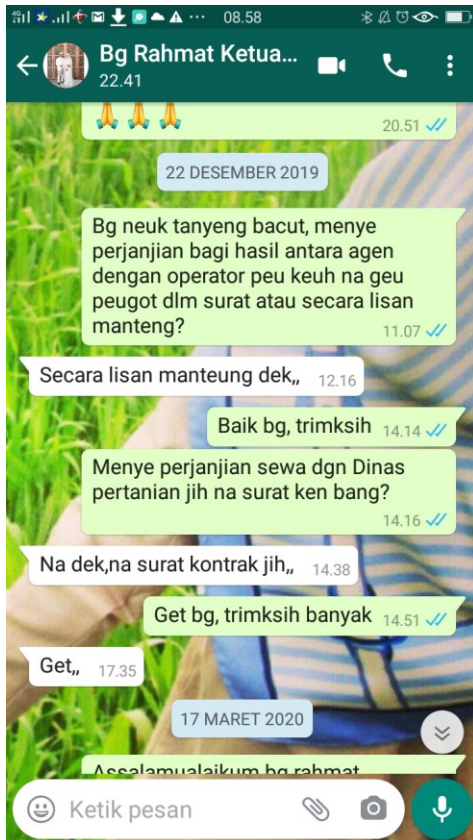 08.58
Bg Rahmat Ketua...
22.41
20.51
22 DESEMBER 2019
Bg neuk tanyeng bacut, menye
perjanjian bagi hasil antara agen
dengan operator peu keuh na geu
peugot dlm surat atau secara lisan
manteng?
11.07
Secara lisan manteung dek,,
12.16
Baik bg, trimksih
14.14
Menye perjanjian sewa dgn Dinas
pertanian jih na surat ken bang?
14.16
Na dek,na surat kontrak jih,,
14.38
Get bg, trimksih banyak
14.51
Get,,
17.35
17 MARET 2020
Assalamualaikum bg rahmat
Ketik pesan